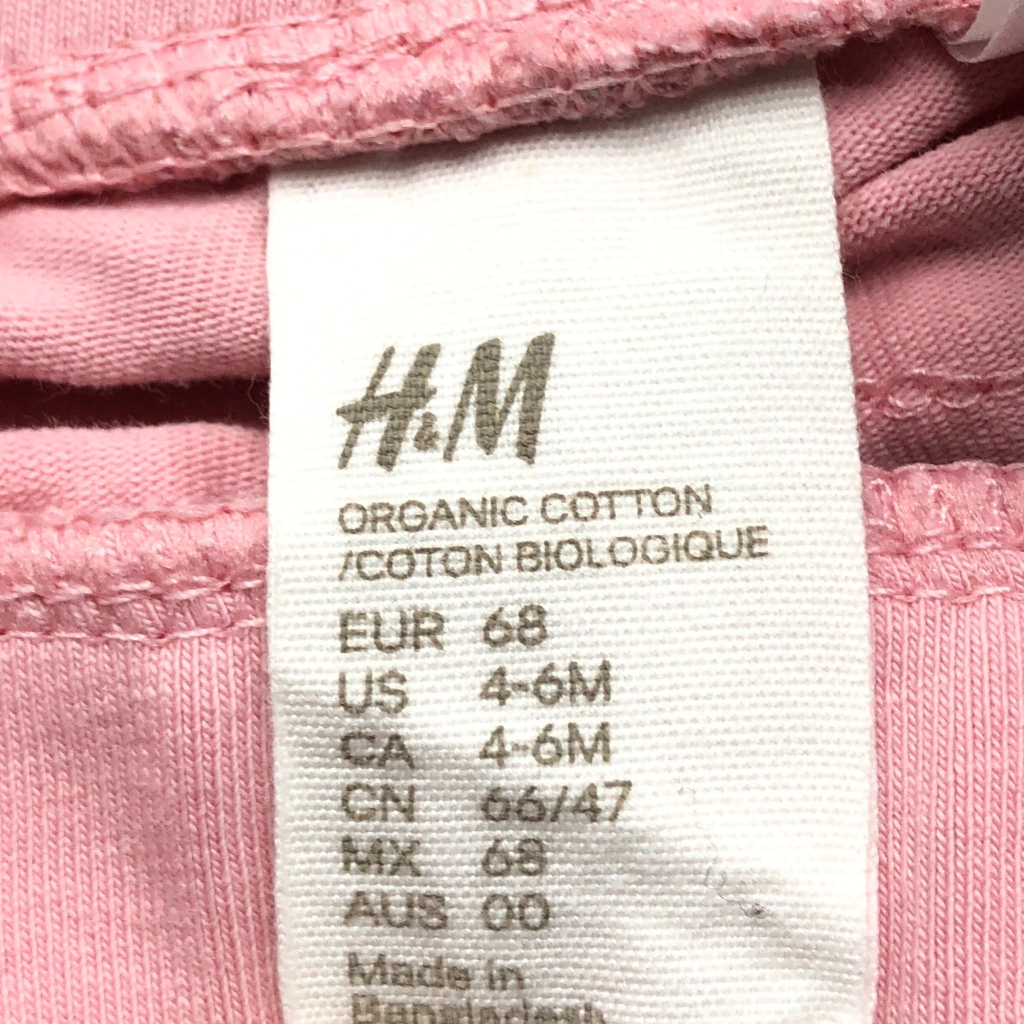 H&M
ORGANIC COTTON
/COTON BIOLOGIQUE
EUR 68
US 4-6M
CA 4-6M
CN 66/47
MX 68
AUS 00
Made in
Bangladesh